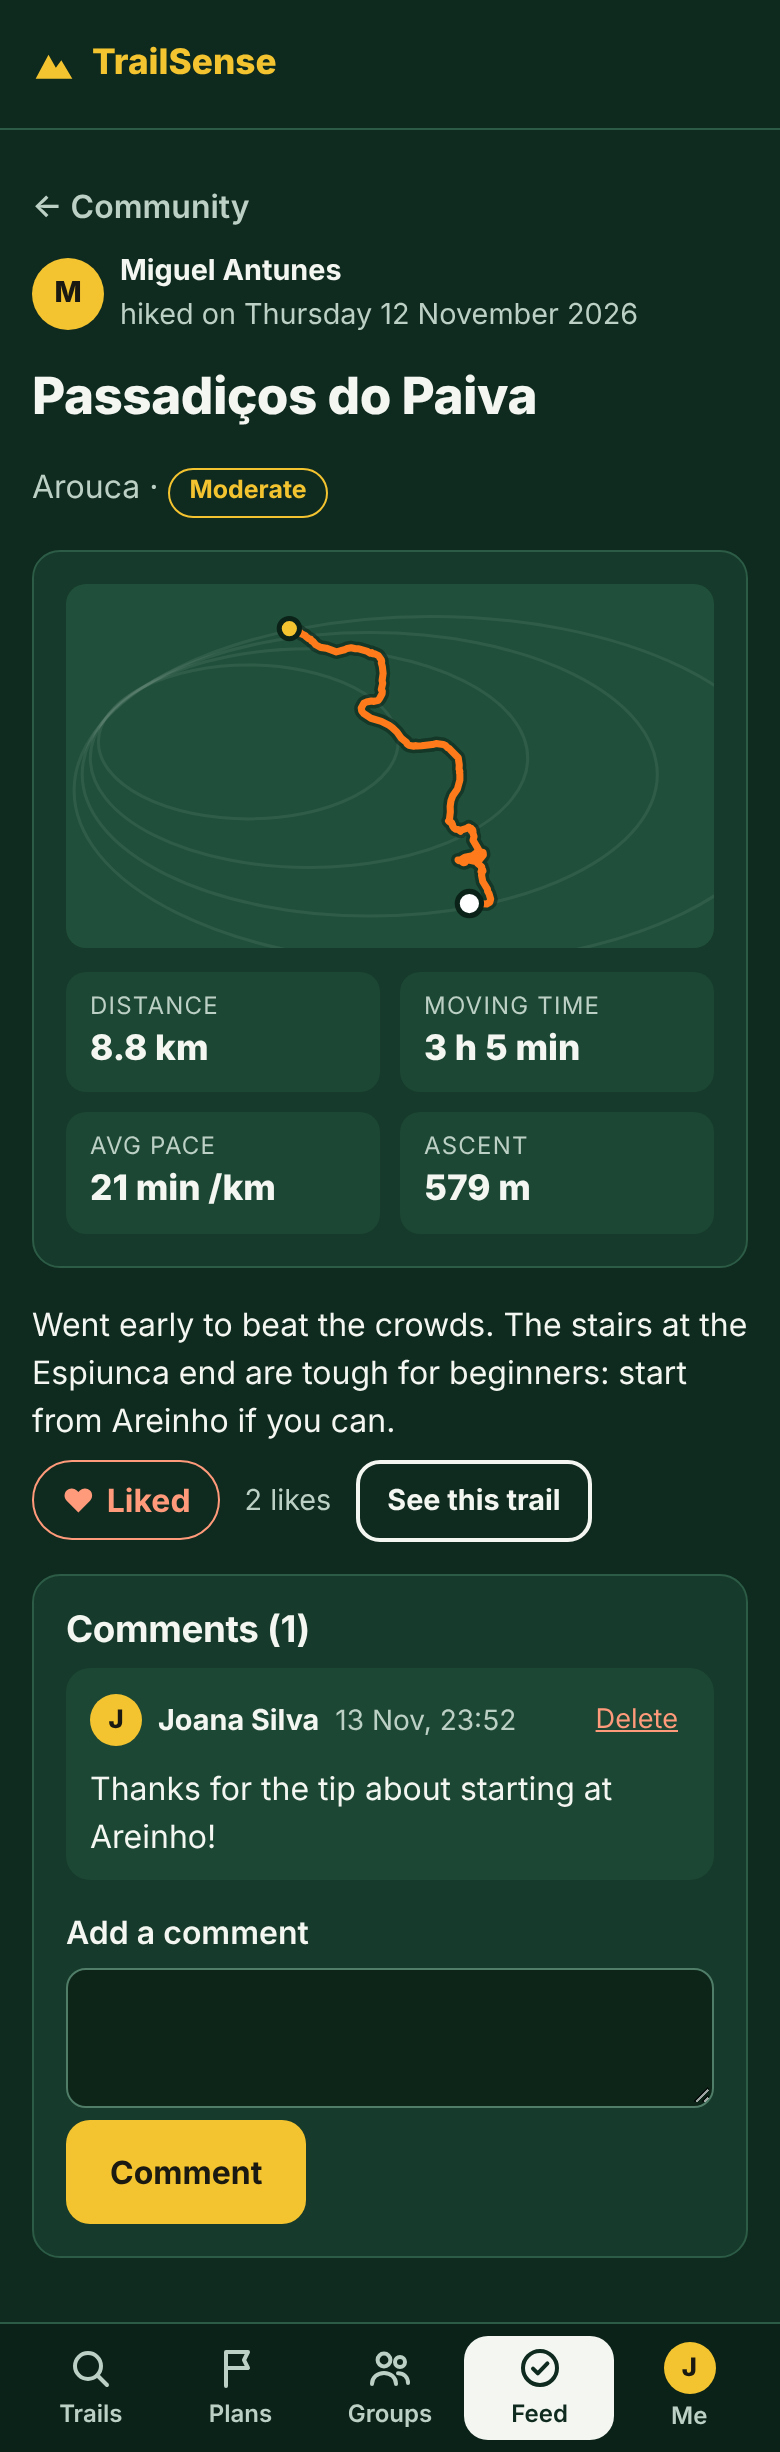 TrailSense
← Community
M
Miguel Antunes
hiked on Thursday 12 November 2026
Passadiços do Paiva
Arouca · Moderate
DISTANCE
8.8 km
MOVING TIME
3 h 5 min
AVG PACE
21 min /km
ASCENT
579 m
Went early to beat the crowds. The stairs at the
Espiunca end are tough for beginners: start
from Areinho if you can.
Liked 2 likes See this trail
Comments (1)
J Joana Silva 13 Nov, 23:52 Delete
Thanks for the tip about starting at
Areinho!
Add a comment
Comment
J
Trails Plans Groups Feed Me